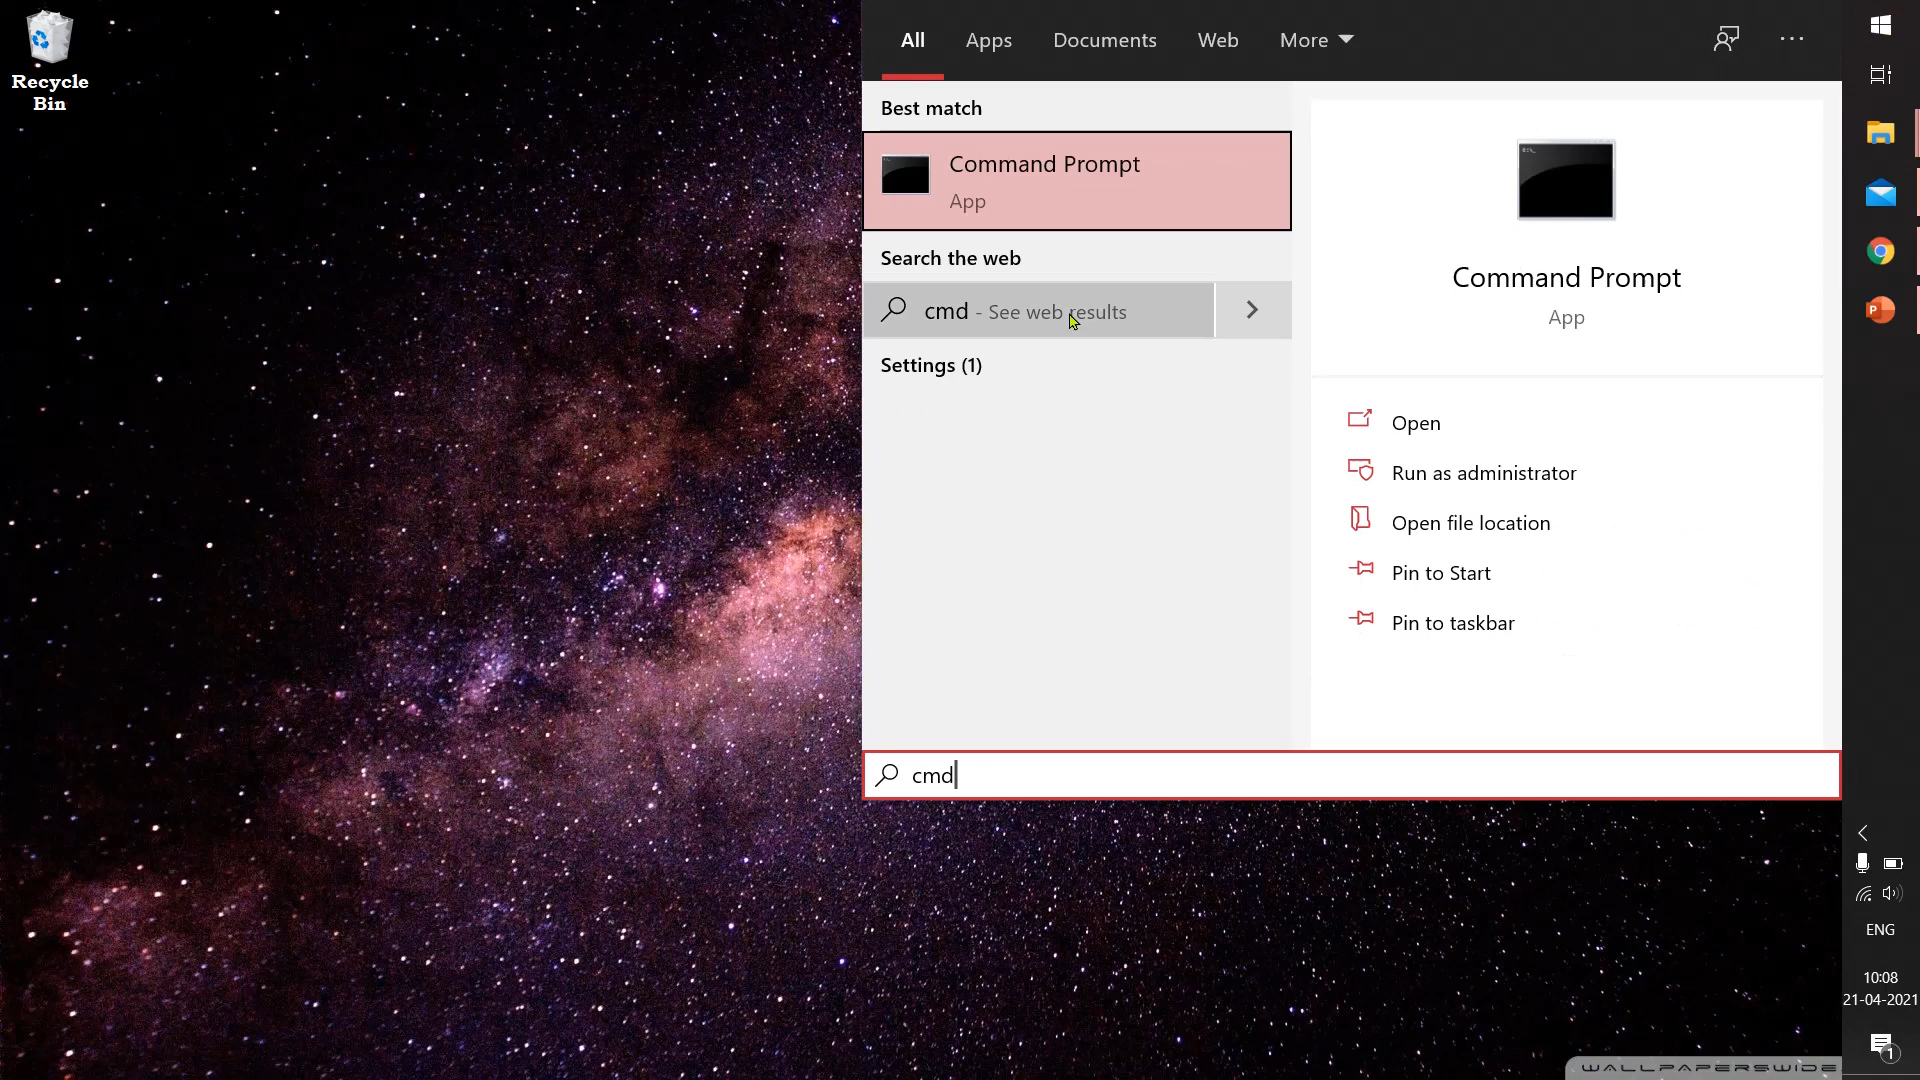 Recycle
Bin
All
Apps
Documents
Web
More
Best match
Command Prompt
App
Search the web
cmd - See web results
Settings (1)
Command Prompt
App
Open
Run as administrator
Open file location
Pin to Start
Pin to taskbar
cmd
ENG
10:08
21-04-2021
1
WALLPAPERSWIDE